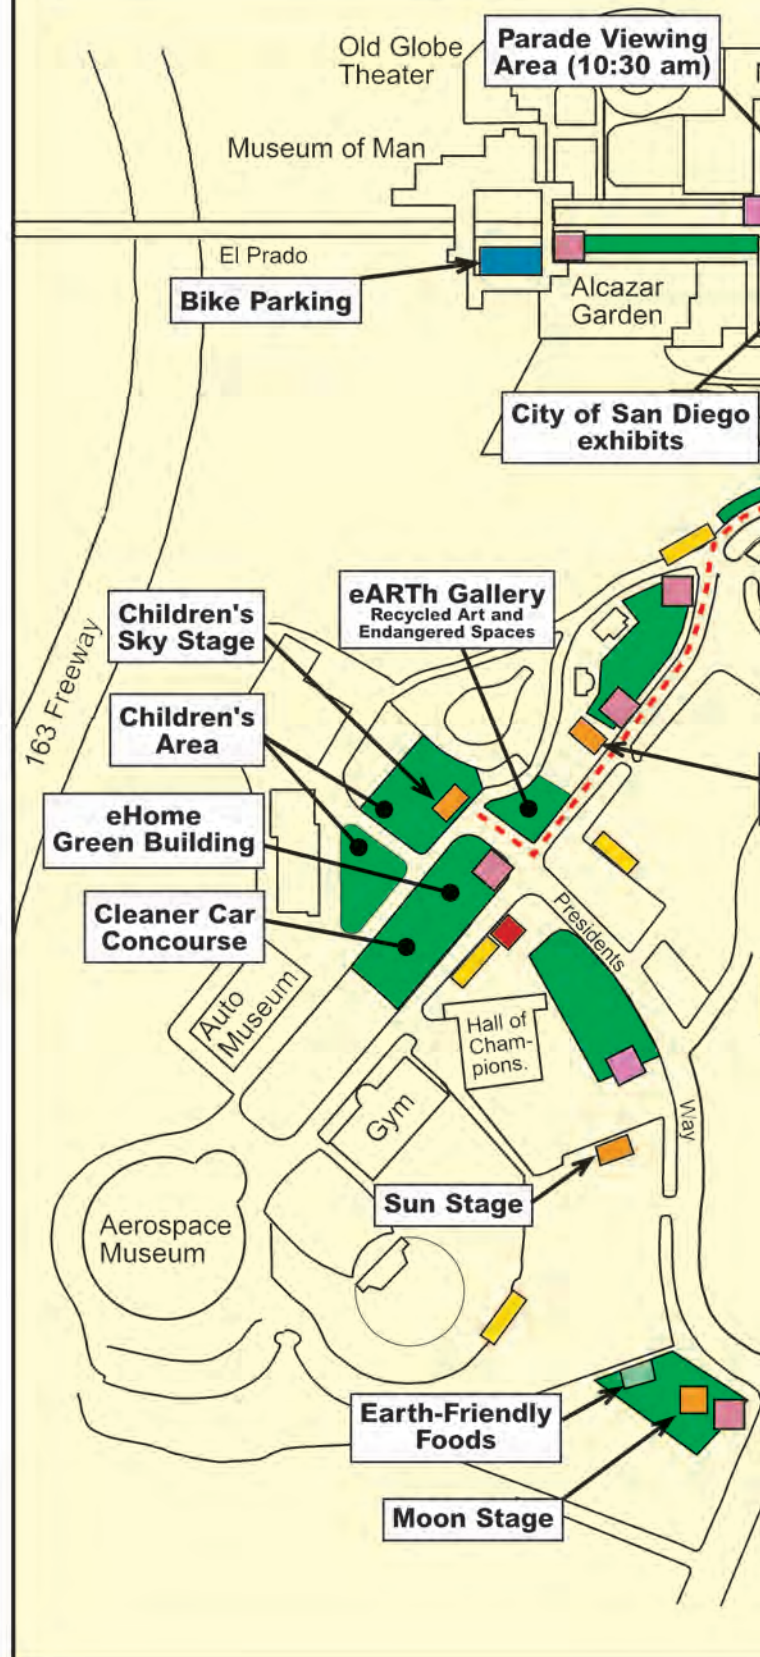 Old Globe
Theater
Parade Viewing
Area (10:30 am)
Museum of Man
El Prado
Bike Parking
Alcazar
Garden
City of San Diego
exhibits
163 Freeway
Children's
Sky Stage
eARTh Gallery
Recycled Art and
Endangered Spaces
Children's
Area
eHome
Green Building
Cleaner Car
Concourse
Presidents
Way
Auto
Museum
Hall of
Cham-
pions.
Gym
Sun Stage
Aerospace
Museum
Earth-Friendly
Foods
Moon Stage